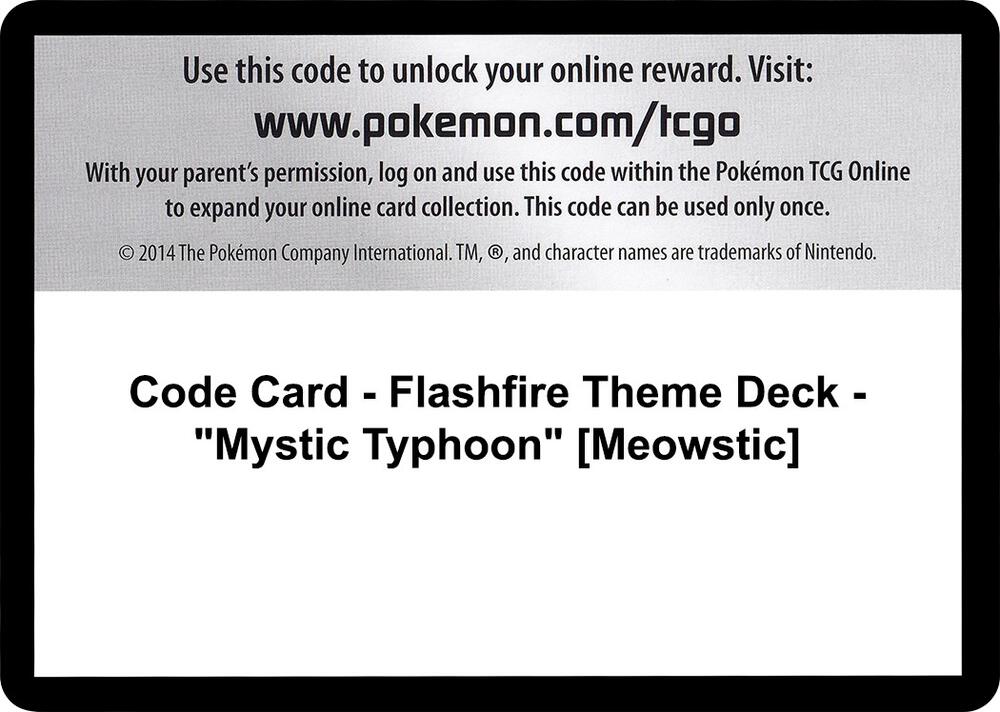 Use this code to unlock your online reward. Visit:
www.pokemon.com/tcgo
With your parent's permission, log on and use this code within the Pokémon TCG Online
to expand your online card collection. This code can be used only once.
© 2014 The Pokémon Company International. TM, ®, and character names are trademarks of Nintendo.
Code Card - Flashfire Theme Deck -
"Mystic Typhoon" [Meowstic]